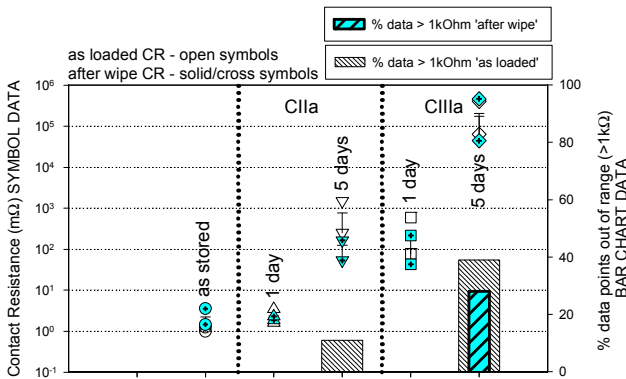 % data > 1kOhm 'after wipe'
% data > 1kOhm 'as loaded'
as loaded CR - open symbols
after wipe CR - solid/cross symbols
Contact Resistance (mΩ) SYMBOL DATA
10⁶
10⁵
10⁴
10³
10²
10¹
10⁰
10⁻¹
CIIa
CIIIa
as stored
1 day
5 days
1 day
5 days
100
80
60
40
20
0
% data points out of range (>1kΩ)
BAR CHART DATA